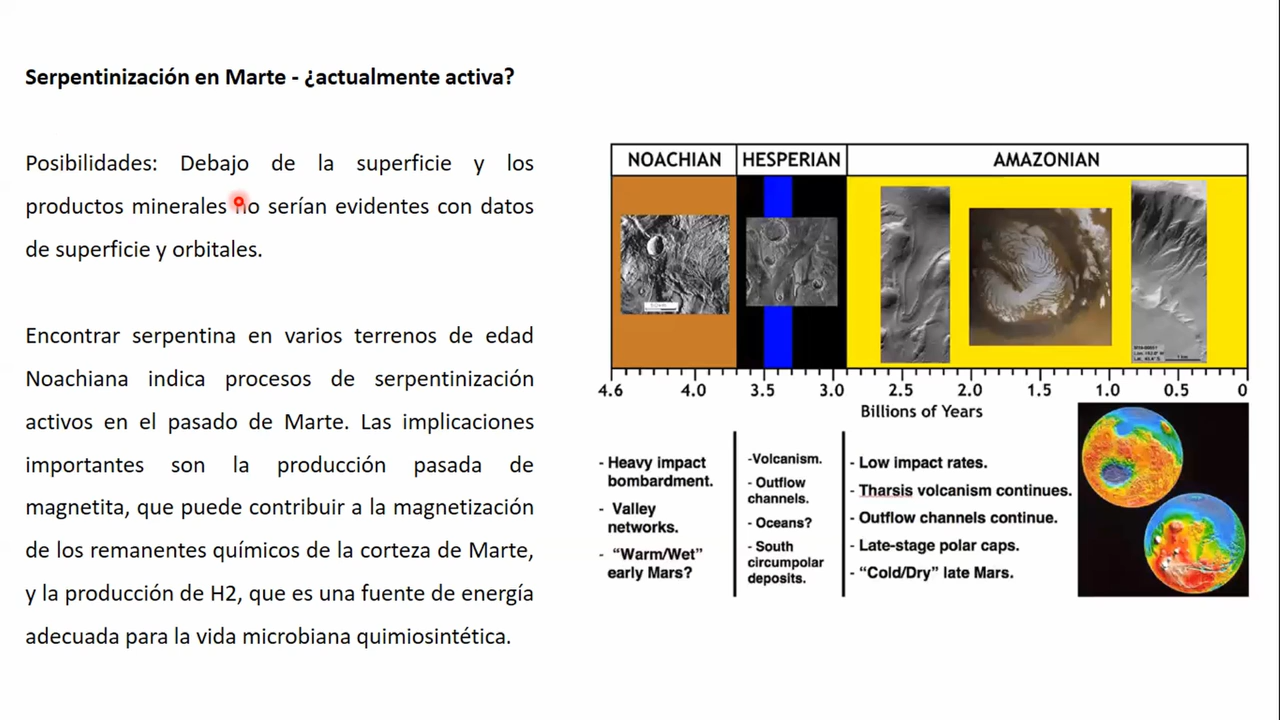 Serpentinización en Marte - ¿actualmente activa?
Posibilidades: Debajo de la superficie y los
productos minerales no serían evidentes con datos
de superficie y orbitales.
Encontrar serpentina en varios terrenos de edad
Noachiana indica procesos de serpentinización
activos en el pasado de Marte. Las implicaciones
importantes son la producción pasada de
magnetita, que puede contribuir a la magnetización
de los remanentes químicos de la corteza de Marte,
y la producción de H2, que es una fuente de energía
adecuada para la vida microbiana quimiosintética.
NOACHIAN HESPERIAN AMAZONIAN
4.6 4.0 3.5 3.0 2.5 2.0 1.5 1.0 0.5 0
Billions of Years
- Heavy impact
bombardment.
- Valley
networks.
- “Warm/Wet”
early Mars?
-Volcanism.
- Outflow
channels.
- Oceans?
- South
circumpolar
deposits.
- Low impact rates.
- Tharsis volcanism continues.
- Outflow channels continue.
- Late-stage polar caps.
- “Cold/Dry” late Mars.